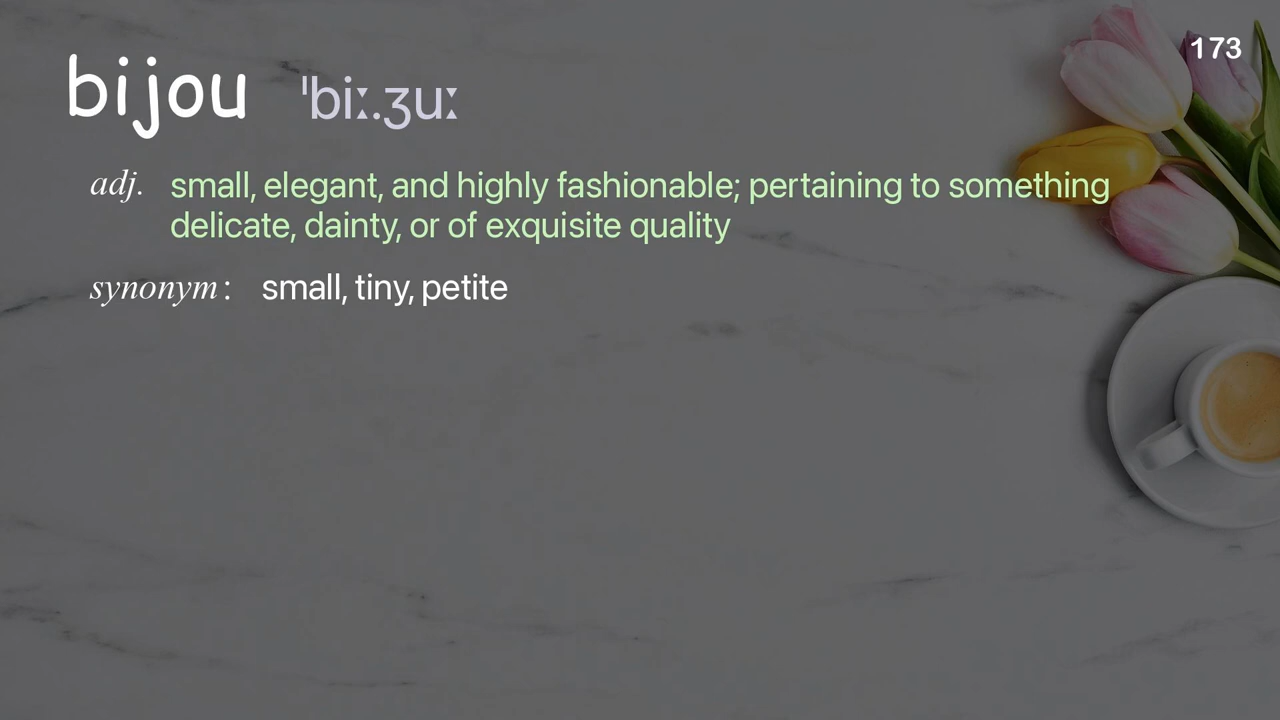 173
bijou ˈbiː.ʒuː
adj. small, elegant, and highly fashionable; pertaining to something
delicate, dainty, or of exquisite quality
synonym: small, tiny, petite